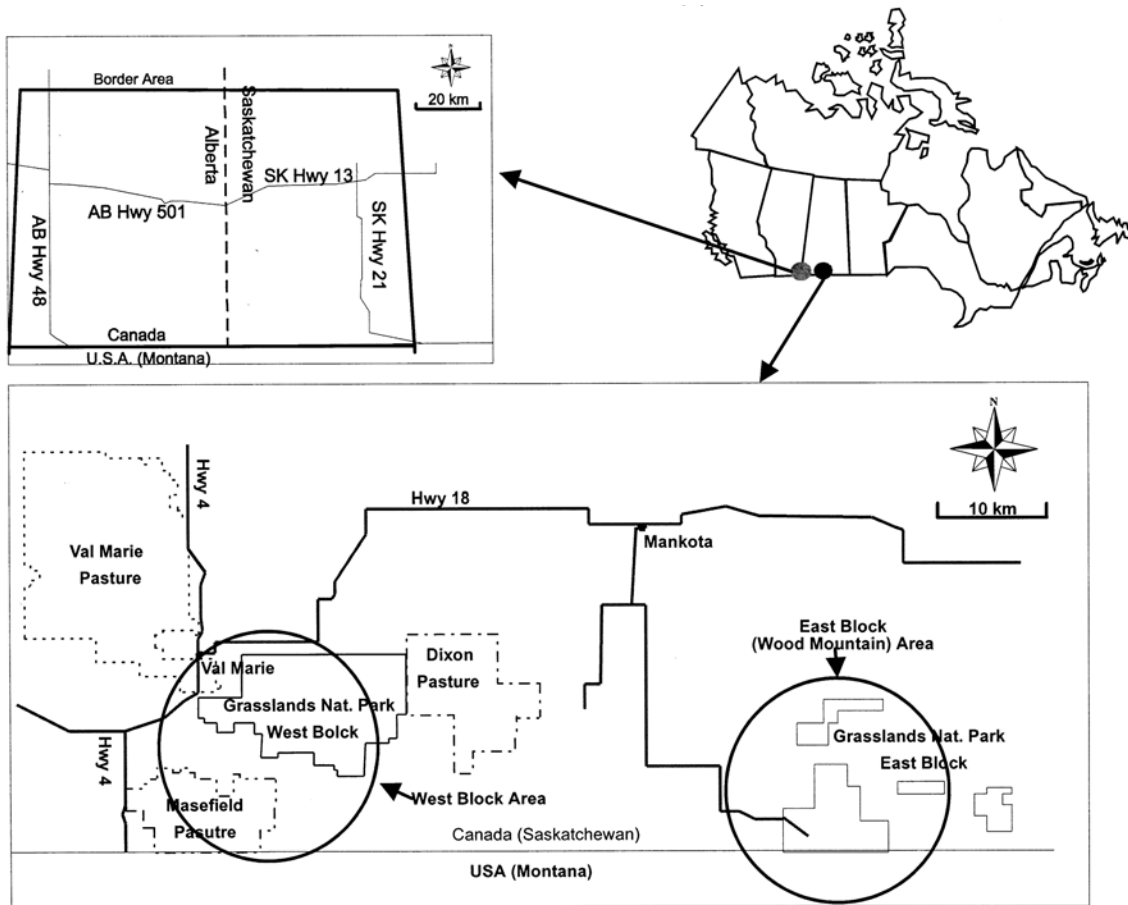 Border Area
N
20 km
Saskatchewan
Alberta
SK Hwy 13
AB Hwy 501
AB Hwy 48
SK Hwy 21
Canada
U.S.A. (Montana)
N
10 km
Hwy 4
Hwy 18
Mankota
Val Marie
Pasture
East Block
(Wood Mountain) Area
Val Marie
Dixon
Pasture
Grasslands Nat. Park
West Bolck
Grasslands Nat. Park
East Block
Hwy 4
West Block Area
Masefield
Pasutre
Canada (Saskatchewan)
USA (Montana)